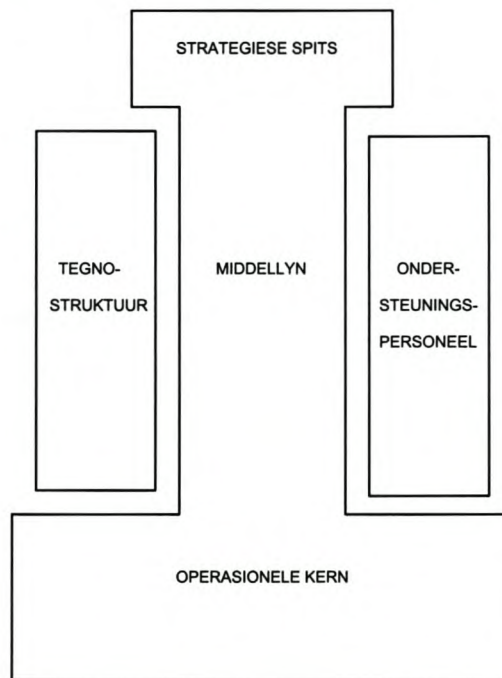 STRATEGIESE SPITS
TEGNO-
STRUKTUUR
MIDDELLYN
ONDER-
STEUNINGS-
PERSONEEL
OPERASIONELE KERN